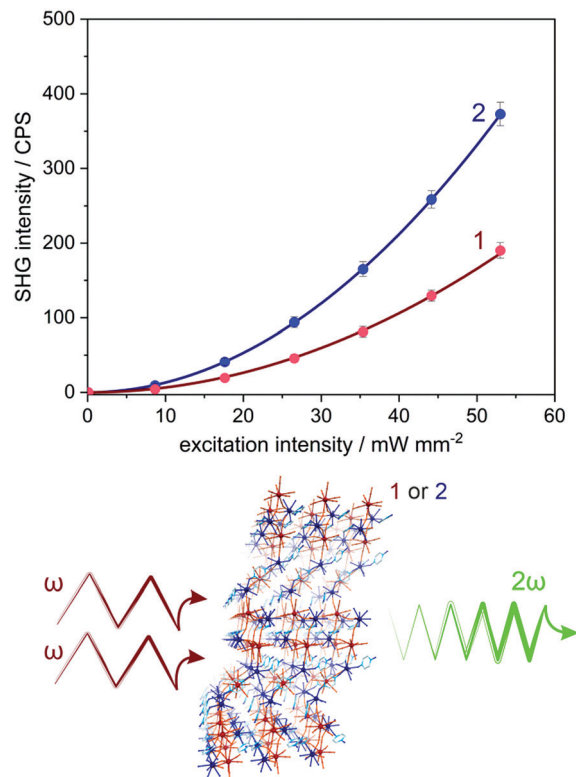 500
400
300
200
100
0
SHG intensity / CPS
2
1
0 10 20 30 40 50 60
excitation intensity / mW mm⁻²
1 or 2
ω
2ω
ω